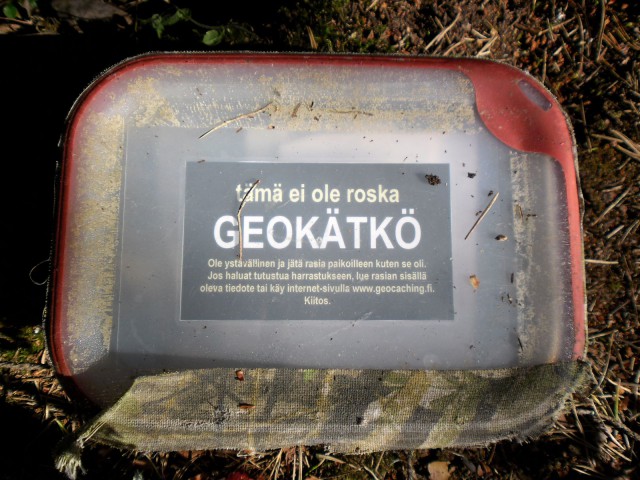 tämä ei ole roska
GEOKÄTKÖ
Ole ystävällinen ja jätä rasia paikoilleen kuten se oli.
Jos haluat tutustua harrastukseen, lue rasian sisällä
oleva tiedote tai käy internet-sivulla www.geocaching.fi.
Kiitos.